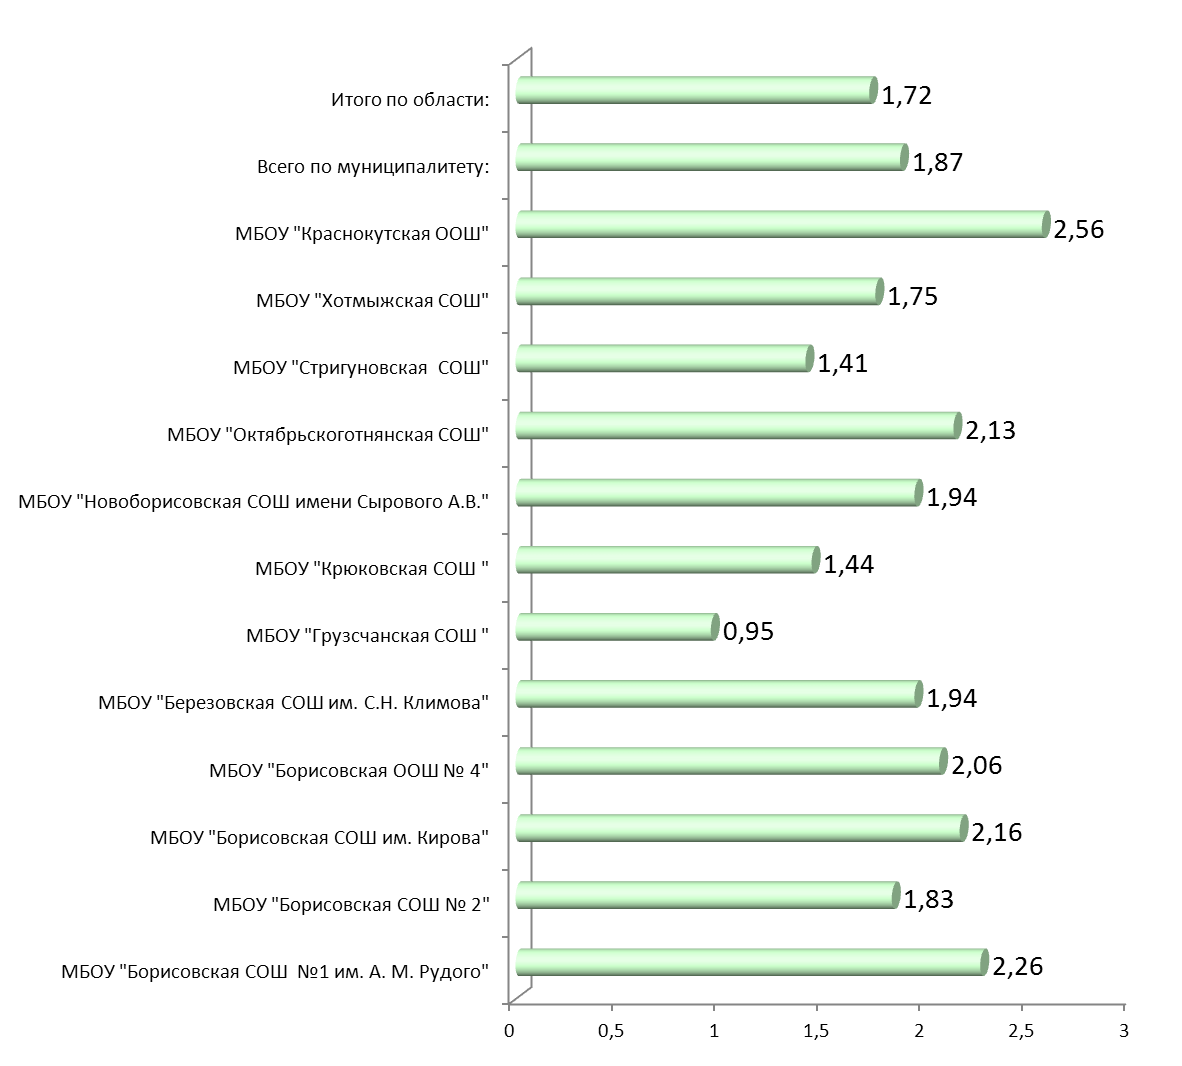 Итого по области:
1,72
Всего по муниципалитету:
1,87
МБОУ "Краснокутская ООШ"
2,56
МБОУ "Хотмыжская СОШ"
1,75
МБОУ "Стригуновская  СОШ"
1,41
МБОУ "Октябрьскоготнянская СОШ"
2,13
МБОУ "Новоборисовская СОШ имени Сырового А.В."
1,94
МБОУ "Крюковская СОШ "
1,44
МБОУ "Грузсчанская СОШ "
0,95
МБОУ "Березовская СОШ им. С.Н. Климова"
1,94
МБОУ "Борисовская ООШ № 4"
2,06
МБОУ "Борисовская СОШ им. Кирова"
2,16
МБОУ "Борисовская СОШ № 2"
1,83
МБОУ "Борисовская СОШ  №1 им. А. М. Рудого"
2,26
0 0,5 1 1,5 2 2,5 3